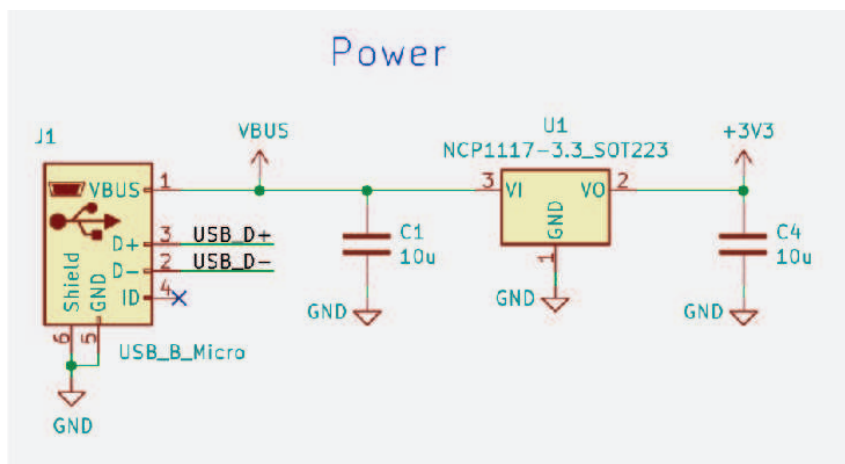 Power
J1
VBUS
U1
NCP1117-3.3_SOT223
+3V3
VBUS
1
3
VI
VO
2
GND
1
D+
3
USB_D+
D-
2
USB_D-
ID
4
Shield
GND
6
5
C1
10u
C4
10u
GND
GND
GND
USB_B_Micro
GND